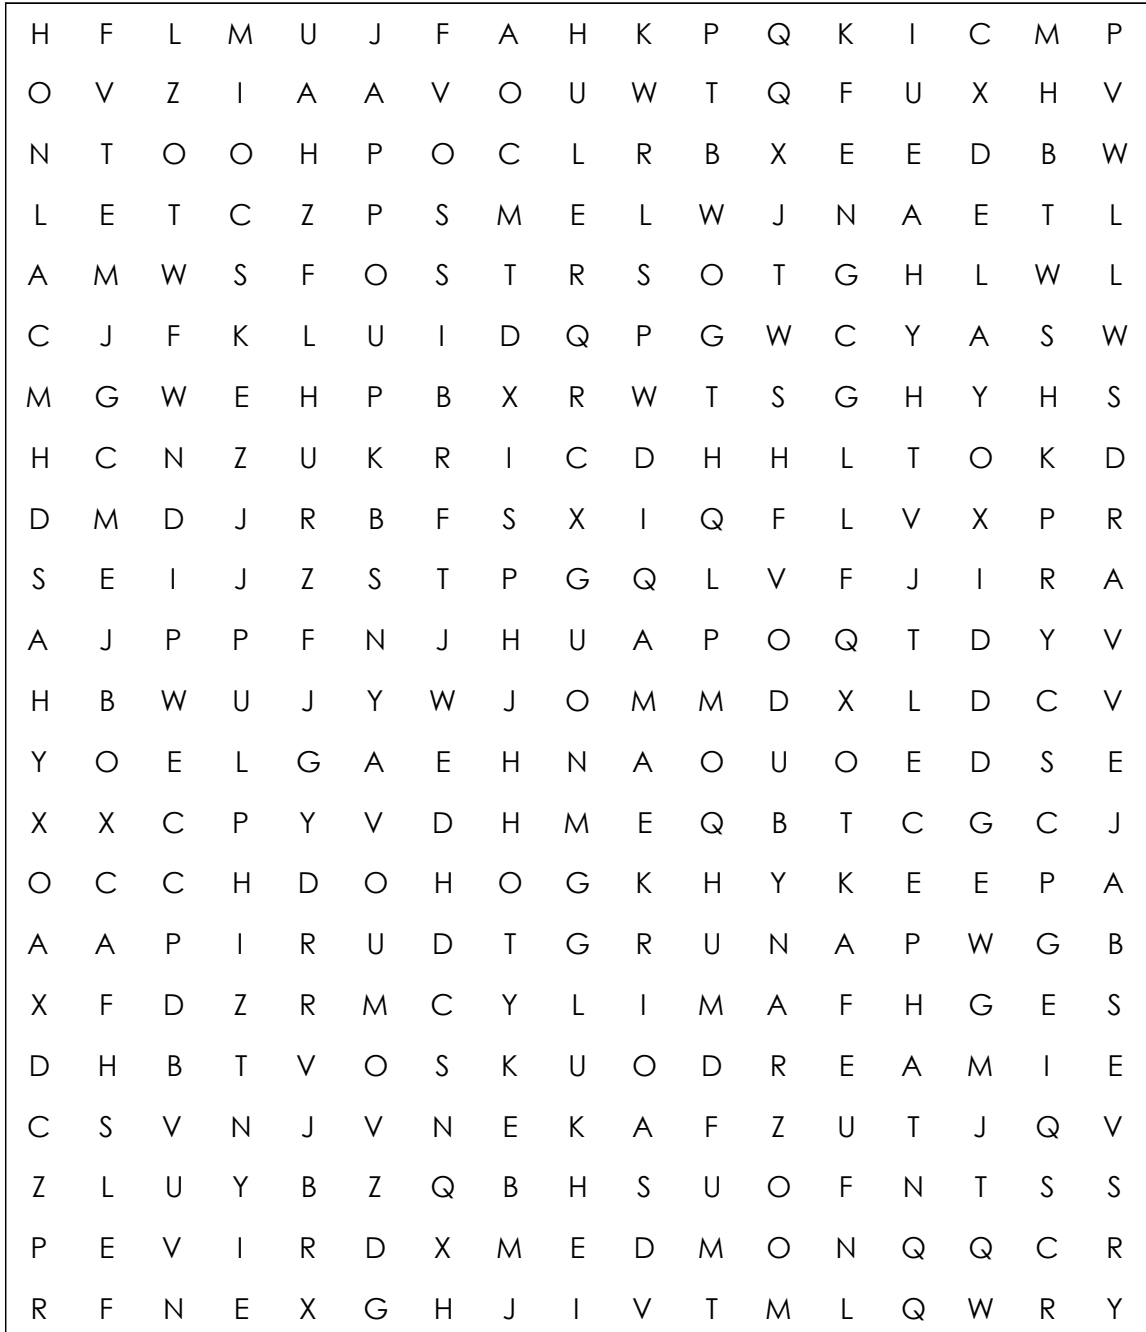 H F L M U J F A H K P Q K I C M P
O V Z I A A V O U W T Q F U X H V
N T O O H P O C L R B X E E D B W
L E T C Z P S M E L W J N A E T L
A M W S F O S T R S O T G H L W L
C J F K L U I D Q P G W C Y A S W
M G W E H P B X R W T S G H Y H S
H C N Z U K R I C D H H L T O K D
D M D J R B F S X I Q F L V X P R
S E I J Z S T P G Q L V F J I R A
A J P P F N J H U A P O Q T D Y V
H B W U J Y W J O M M D X L D C V
Y O E L G A E H N A O U O E D S E
X X C P Y V D H M E Q B T C G C J
O C C H D O H O G K H Y K E E P A
A A P I R U D T G R U N A P W G B
X F D Z R M C Y L I M A F H G E S
D H B T V O S K U O D R E A M I E
C S V N J V N E K A F Z U T J Q V
Z L U Y B Z Q B H S U O F N T S S
P E V I R D X M E D M O N Q Q C R
R F N E X G H J I V T M L Q W R Y